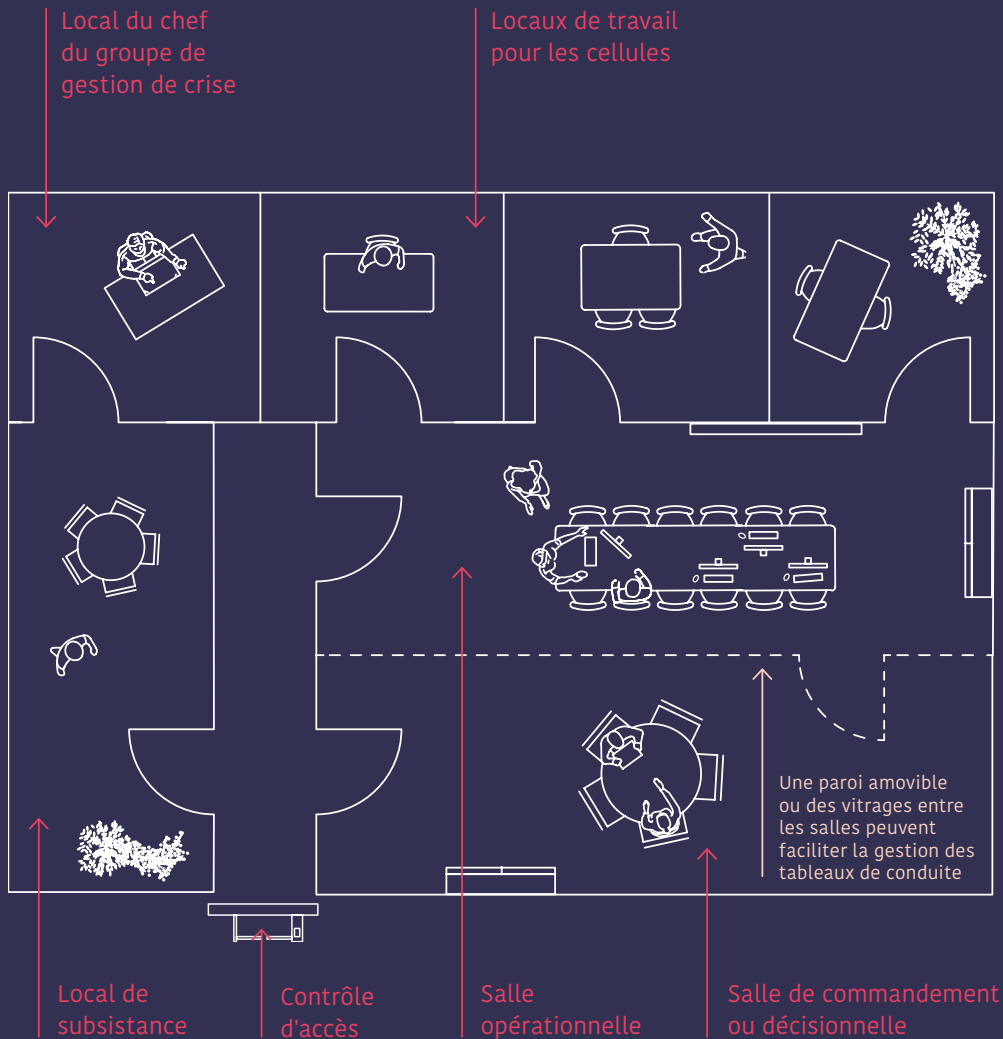 Local du chef
du groupe de
gestion de crise
Locaux de travail
pour les cellules
Une paroi amovible
ou des vitrages entre
les salles peuvent
faciliter la gestion des
tableaux de conduite
Local de
subsistance
Contrôle
d'accès
Salle
opérationnelle
Salle de commandement
ou décisionnelle